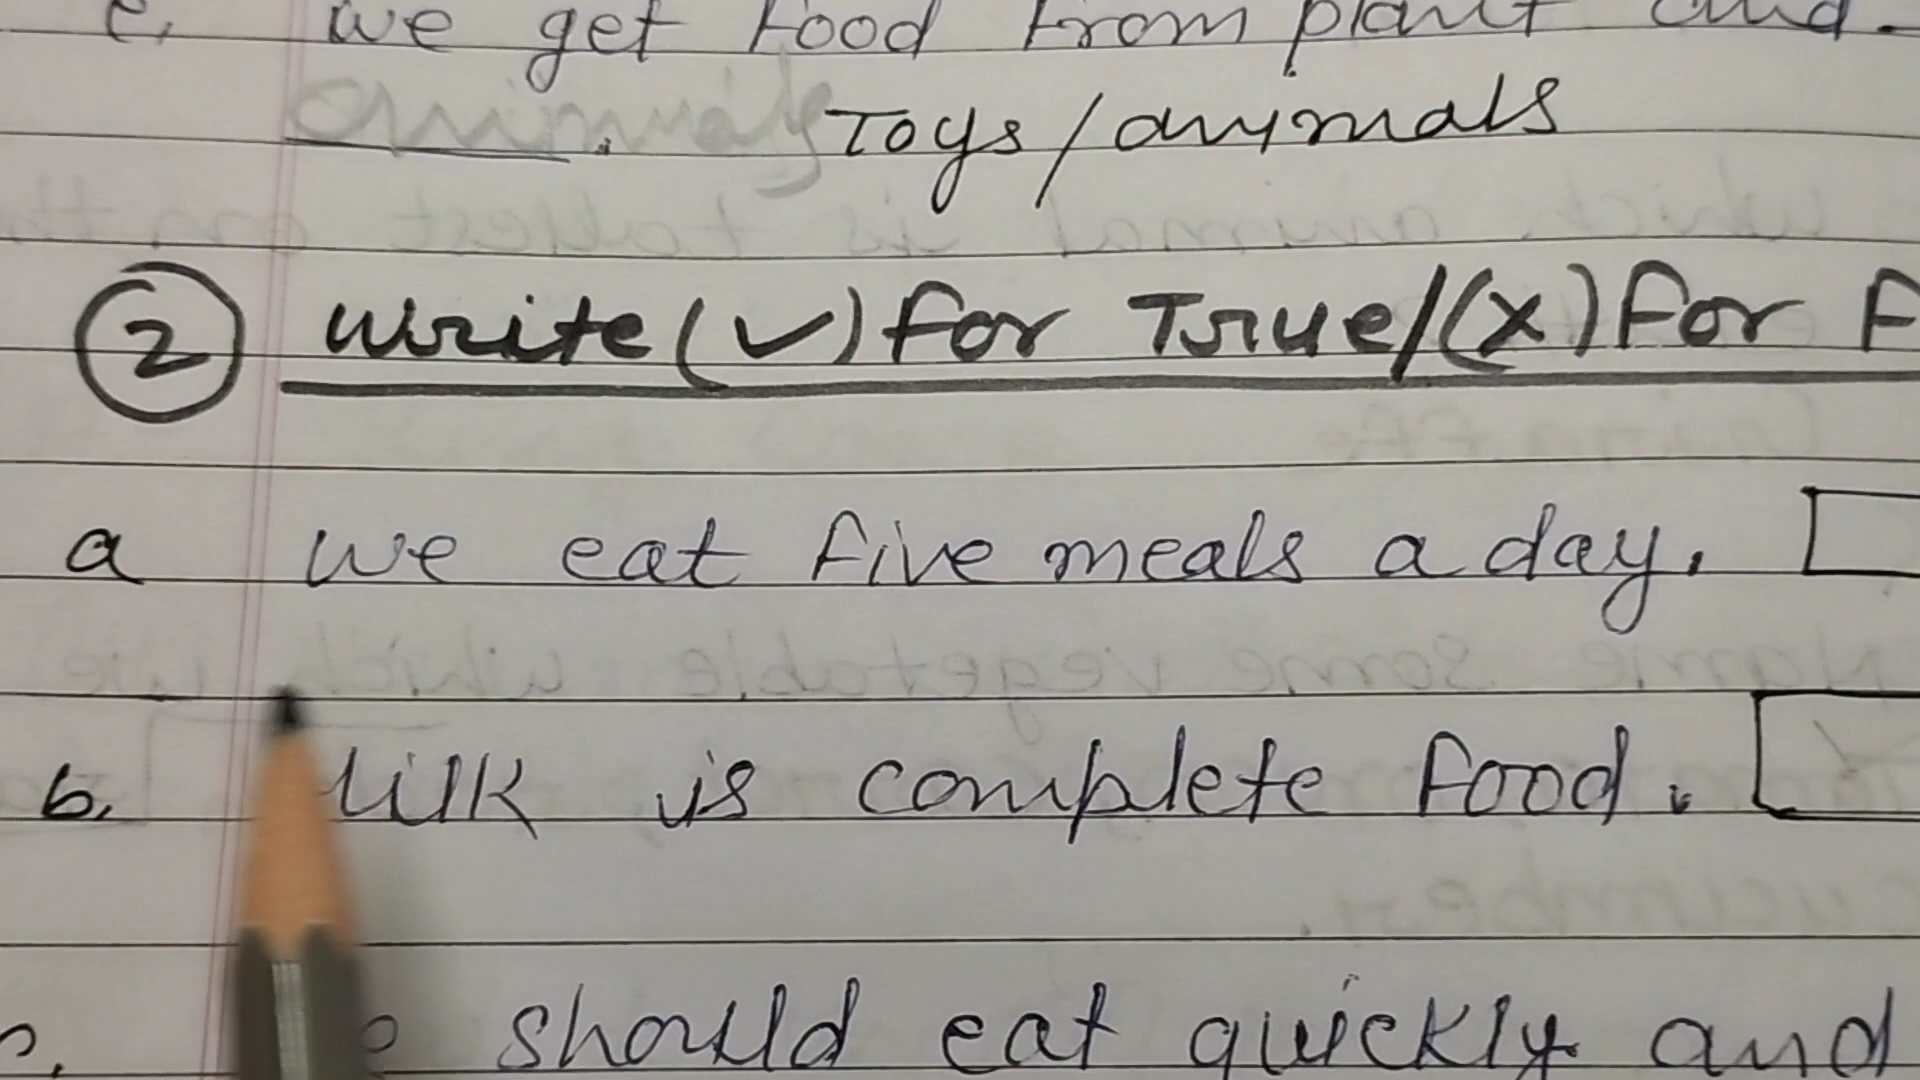 e. we get food from plant and
animals. Toys/animals
2 write (✓) for True/(x) for F
a we eat five meals a day.
b. Milk is complete food.
should eat quickly and